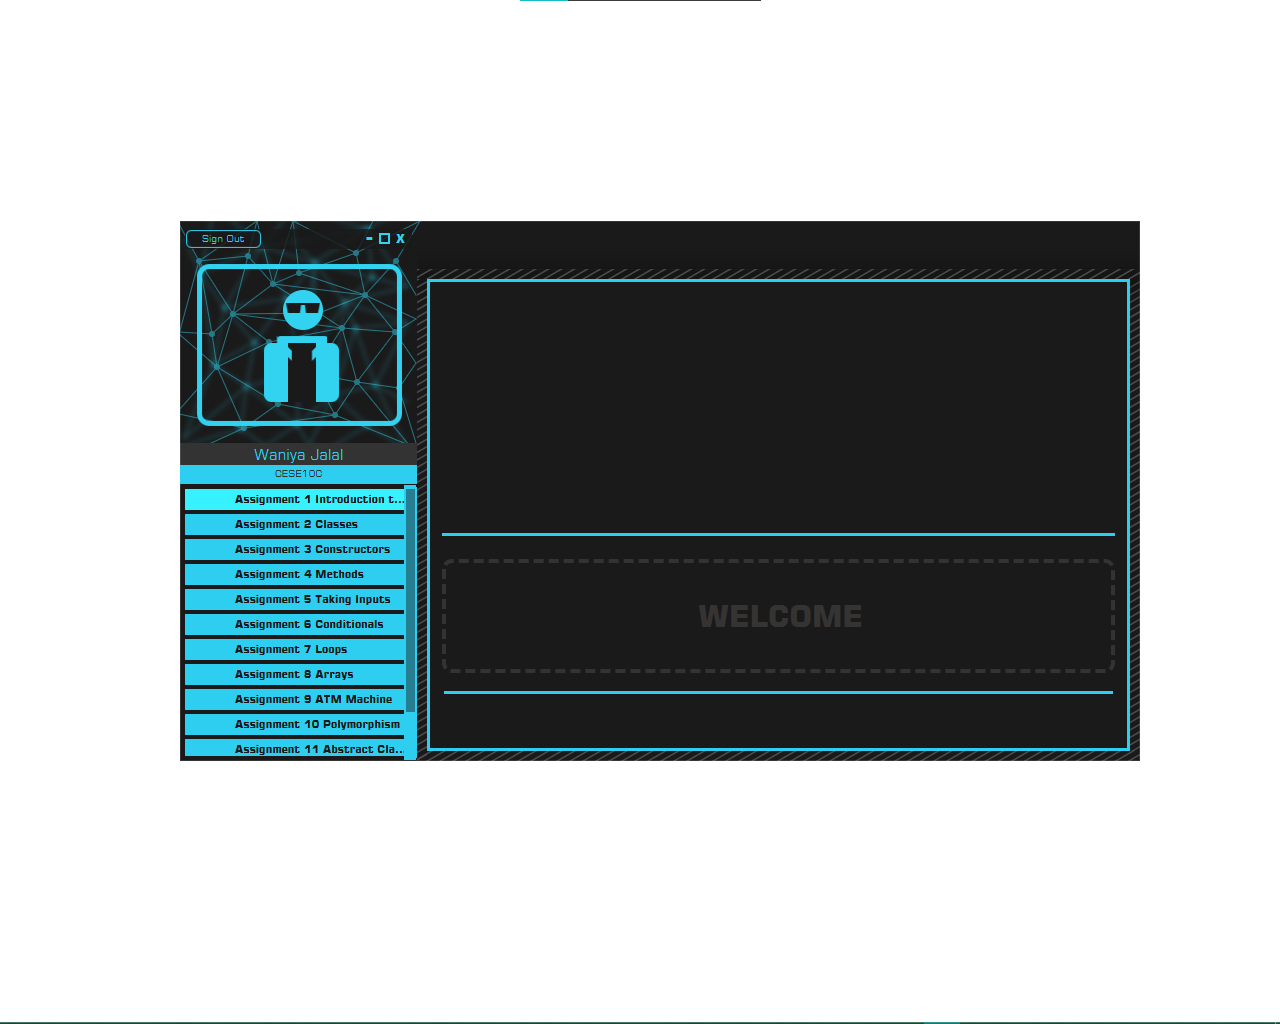 Sign Out
- X
Waniya Jalal
CESE10C
Assignment 1 Introduction t...
Assignment 2 Classes
Assignment 3 Constructors
Assignment 4 Methods
Assignment 5 Taking Inputs
Assignment 6 Conditionals
Assignment 7 Loops
Assignment 8 Arrays
Assignment 9 ATM Machine
Assignment 10 Polymorphism
Assignment 11 Abstract Cla...
WELCOME